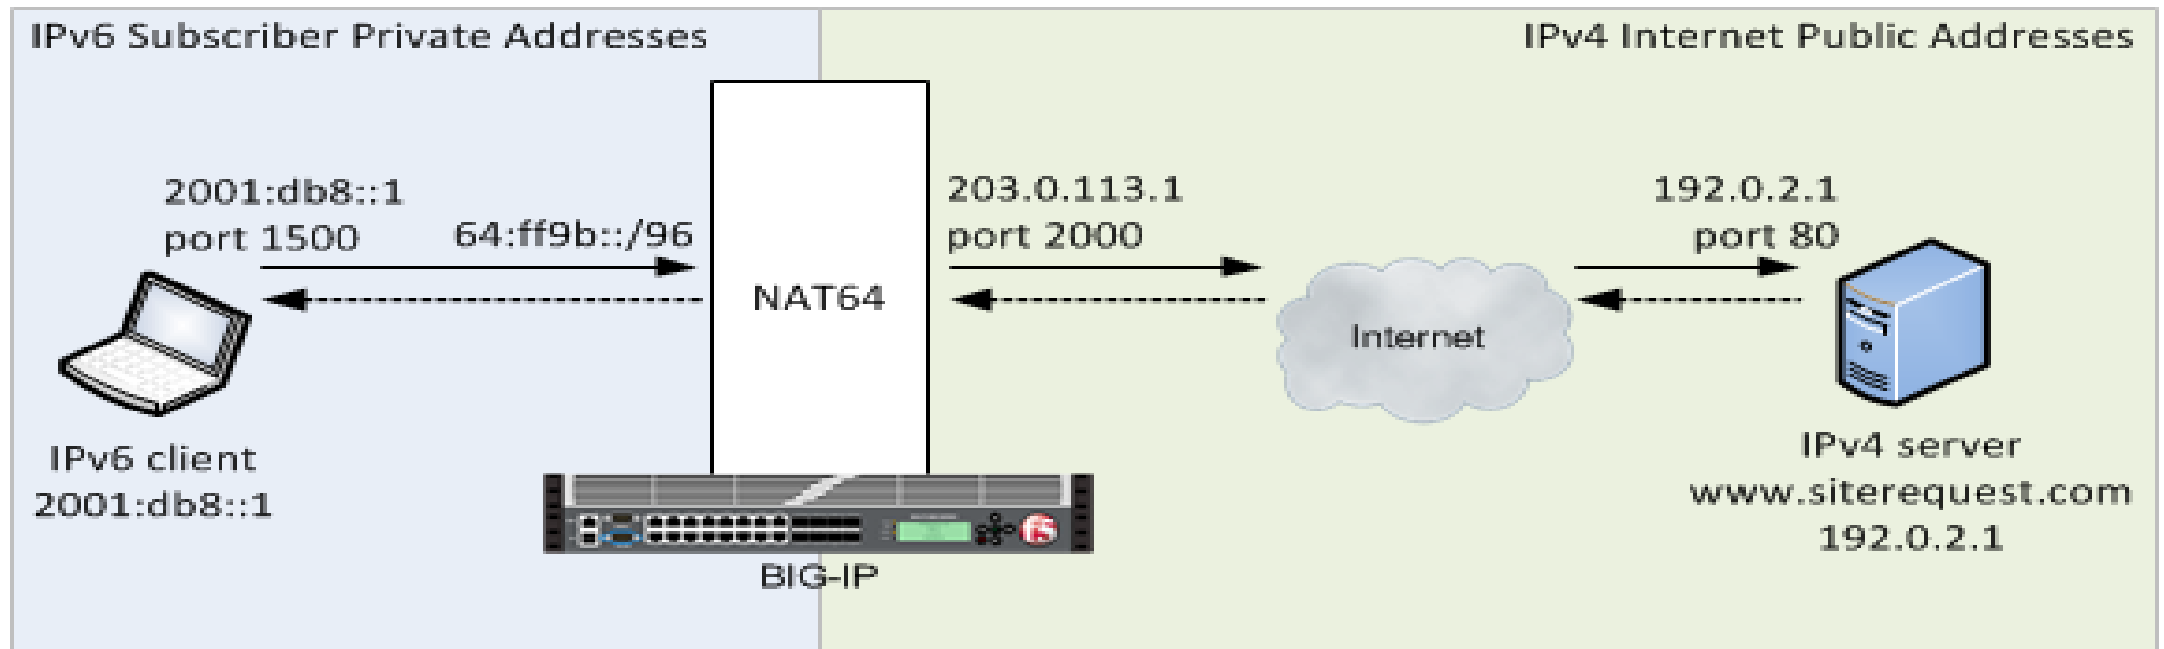 IPv6 Subscriber Private Addresses
IPv4 Internet Public Addresses
2001:db8::1
port 1500
64:ff9b::/96
203.0.113.1
port 2000
192.0.2.1
port 80
NAT64
Internet
IPv6 client
2001:db8::1
IPv4 server
www.siterequest.com
192.0.2.1
f5
BIG-IP